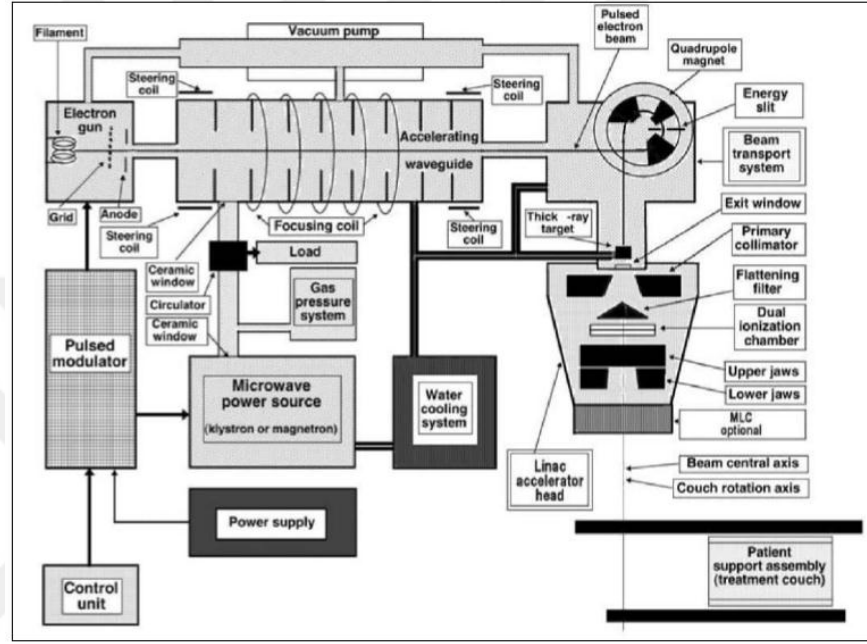 Filament
Vacuum pump
Pulsed
electron
beam
Quadrupole
magnet
Steering
coil
Steering
coil
Energy
slit
Electron
gun
Accelerating
waveguide
Beam
transport
system
Grid
Anode
Steering
coil
Focusing coil
Steering
coil
Thick -ray
target
Exit window
Primary
collimator
Load
Ceramic
window
Circulator
Gas
pressure
system
Ceramic
window
Flattening
filter
Dual
ionization
chamber
Pulsed
modulator
Microwave
power source
(klystron or magnetron)
Water
cooling
system
Upper jaws
Lower jaws
MLC
optional
Linac
accelerator
head
Beam central axis
Couch rotation axis
Power supply
Control
unit
Patient
support assembly
(treatment couch)